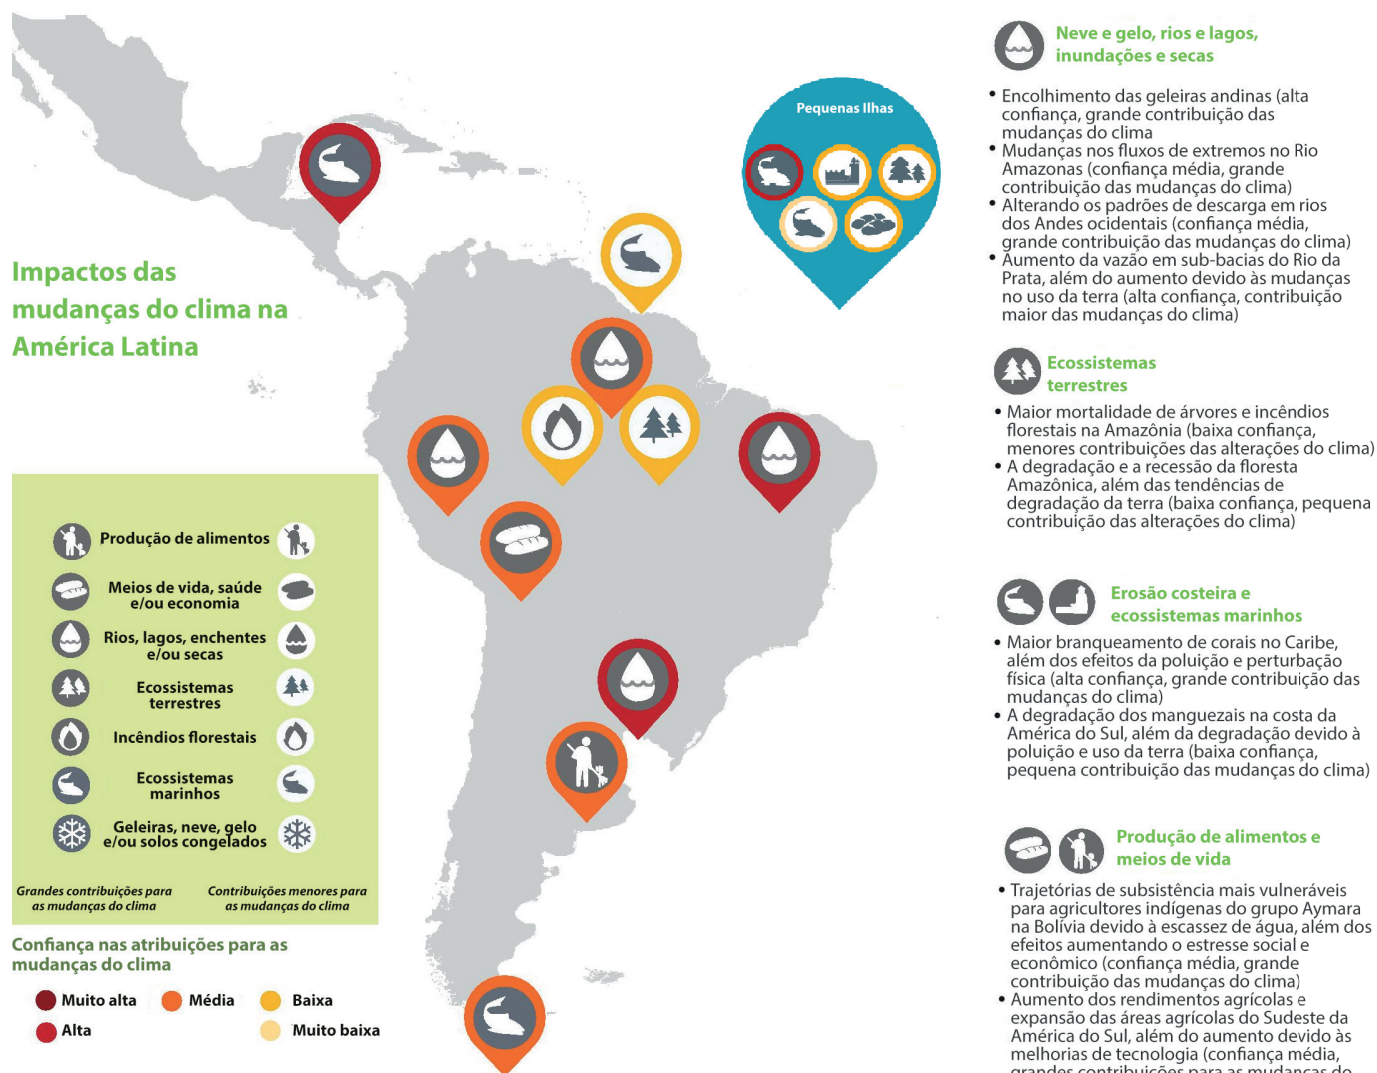 Impactos das
mudanças do clima na
América Latina
Pequenas Ilhas
Produção de alimentos
Meios de vida, saúde
e/ou economia
Rios, lagos, enchentes
e/ou secas
Ecossistemas
terrestres
Incêndios florestais
Ecossistemas
marinhos
Geleiras, neve, gelo
e/ou solos congelados
Grandes contribuições para
as mudanças do clima
Contribuições menores para
as mudanças do clima
Confiança nas atribuições para as
mudanças do clima
Muito alta
Média
Baixa
Alta
Muito baixa
Neve e gelo, rios e lagos,
inundações e secas
• Encolhimento das geleiras andinas (alta
confiança, grande contribuição das
mudanças do clima
• Mudanças nos fluxos de extremos no Rio
Amazonas (confiança média, grande
contribuição das mudanças do clima)
• Alterando os padrões de descarga em rios
dos Andes ocidentais (confiança média,
grande contribuição das mudanças do clima)
• Aumento da vazão em sub-bacias do Rio da
Prata, além do aumento devido às mudanças
no uso da terra (alta confiança, contribuição
maior das mudanças do clima)
Ecossistemas
terrestres
• Maior mortalidade de árvores e incêndios
florestais na Amazônia (baixa confiança,
menores contribuições das alterações do clima)
• A degradação e a recessão da floresta
Amazônica, além das tendências de
degradação da terra (baixa confiança, pequena
contribuição das alterações do clima)
Erosão costeira e
ecossistemas marinhos
• Maior branqueamento de corais no Caribe,
além dos efeitos da poluição e perturbação
física (alta confiança, grande contribuição das
mudanças do clima)
• A degradação dos manguezais na costa da
América do Sul, além da degradação devido à
poluição e uso da terra (baixa confiança,
pequena contribuição das mudanças do clima)
Produção de alimentos e
meios de vida
• Trajetórias de subsistência mais vulneráveis
para agricultores indígenas do grupo Aymara
na Bolívia devido à escassez de água, além dos
efeitos aumentando o estresse social e
econômico (confiança média, grande
contribuição das mudanças do clima)
• Aumento dos rendimentos agrícolas e
expansão das áreas agrícolas do Sudeste da
América do Sul, além do aumento devido às
melhorias de tecnologia (confiança média,
grandes contribuições para as mudanças do